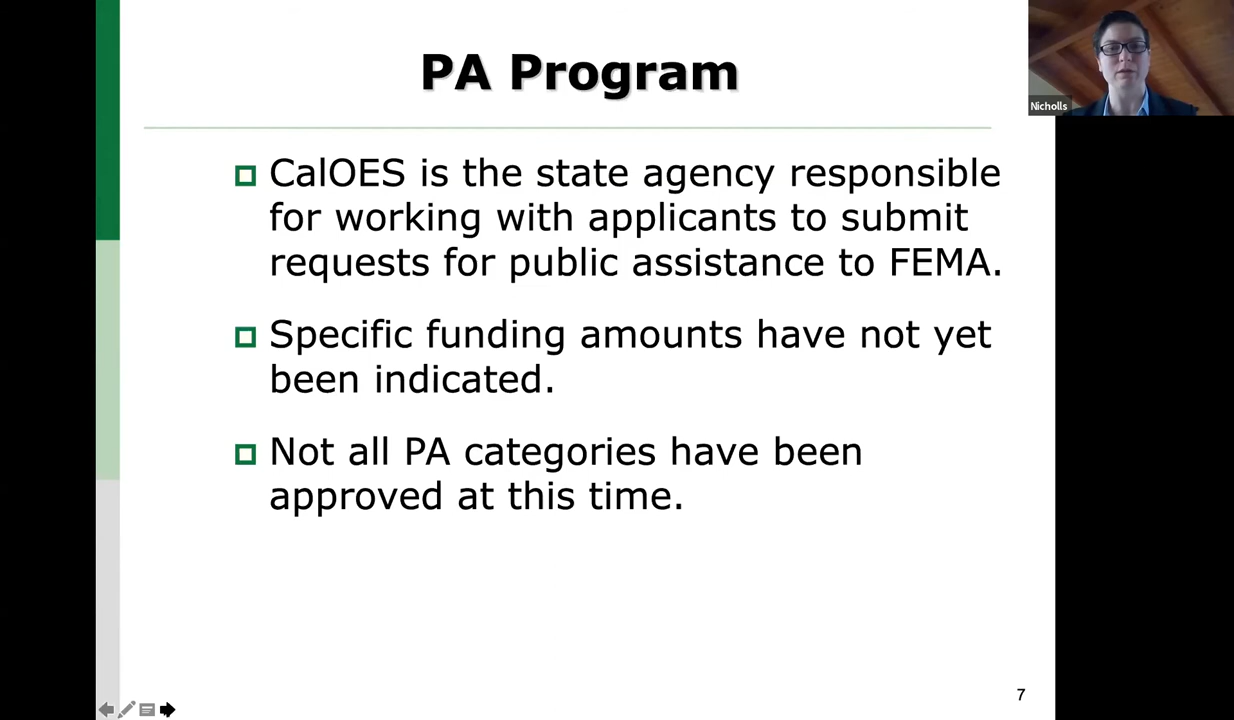 PA Program
Nicholls
CalOES is the state agency responsible
for working with applicants to submit
requests for public assistance to FEMA.
Specific funding amounts have not yet
been indicated.
Not all PA categories have been
approved at this time.
7